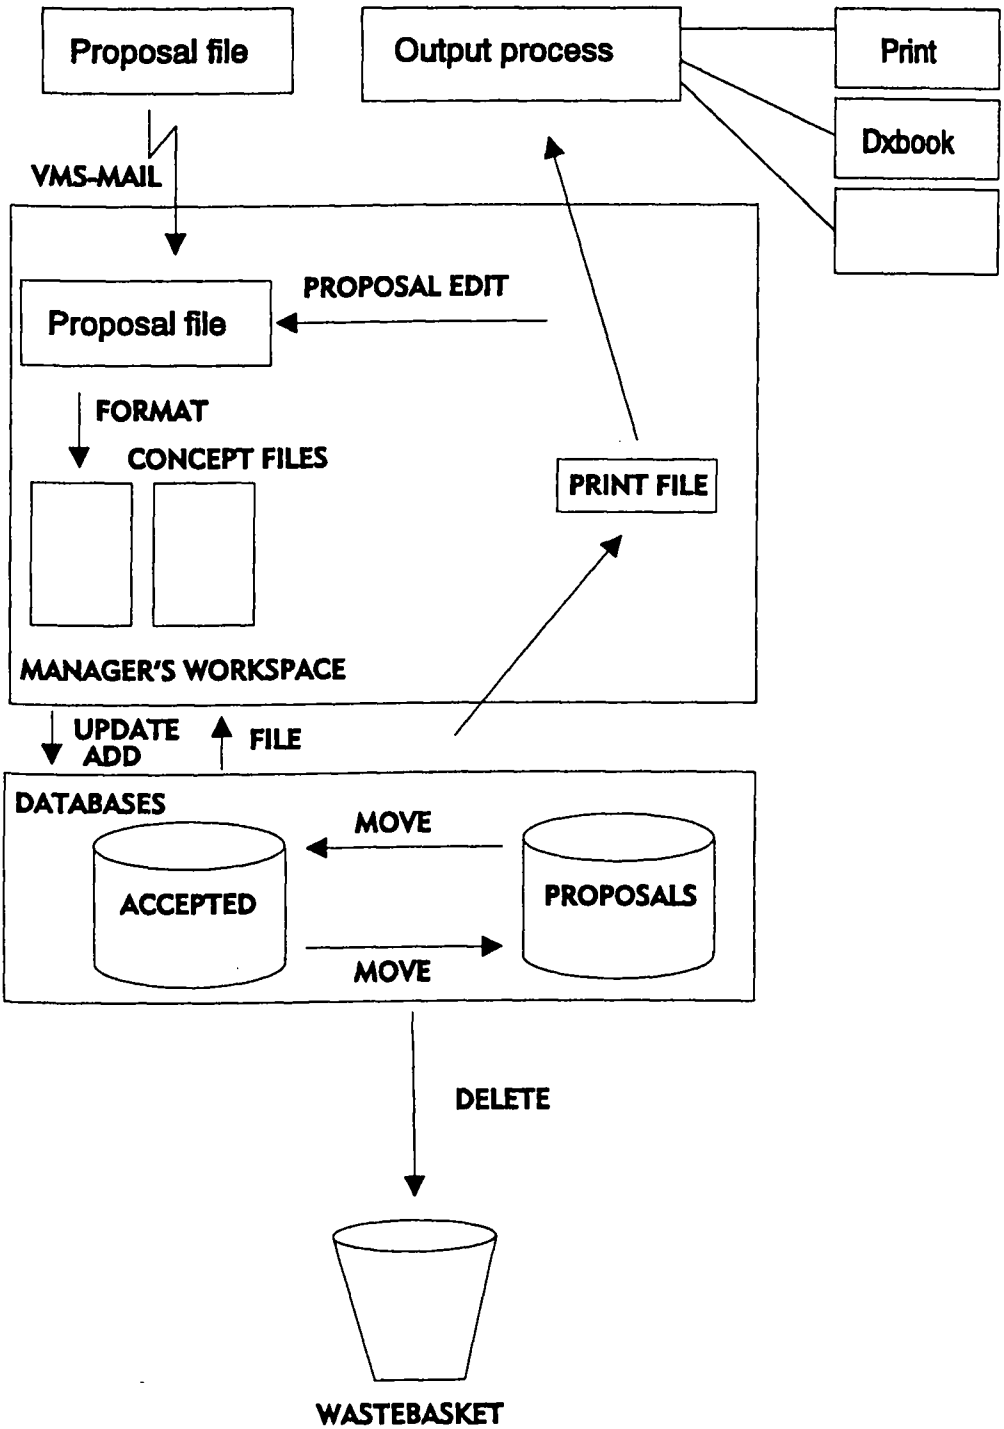 Proposal file
Output process
Print
Dxbook
VMS-MAIL
PROPOSAL EDIT
Proposal file
FORMAT
CONCEPT FILES
PRINT FILE
MANAGER'S WORKSPACE
UPDATE
ADD
FILE
DATABASES
MOVE
ACCEPTED
PROPOSALS
MOVE
DELETE
WASTEBASKET